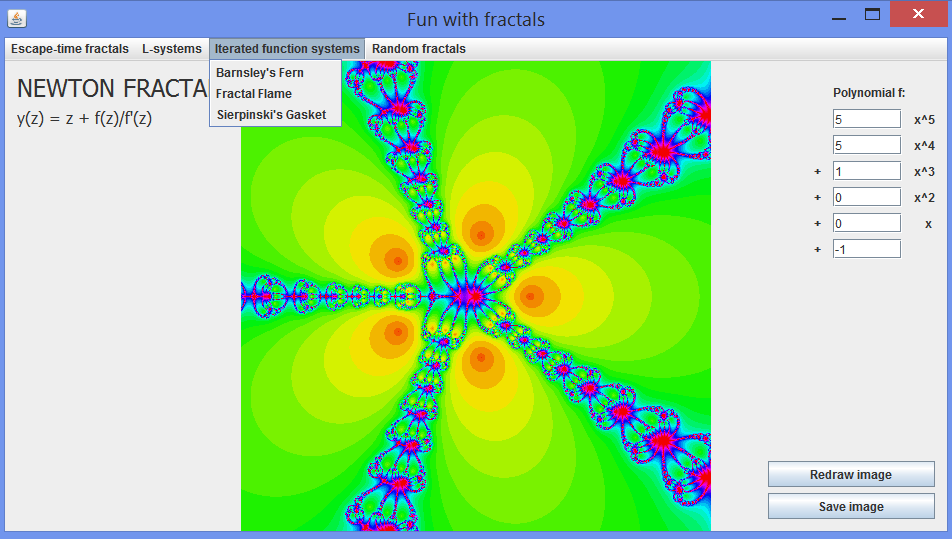 Fun with fractals
Escape-time fractals L-systems Iterated function systems Random fractals
Barnsley's Fern
Fractal Flame
Sierpinski's Gasket
NEWTON FRACTA
y(z) = z + f(z)/f'(z)
Polynomial f:
5 x^5
5 x^4
+ 1 x^3
+ 0 x^2
+ 0 x
+ -1
Redraw image
Save image